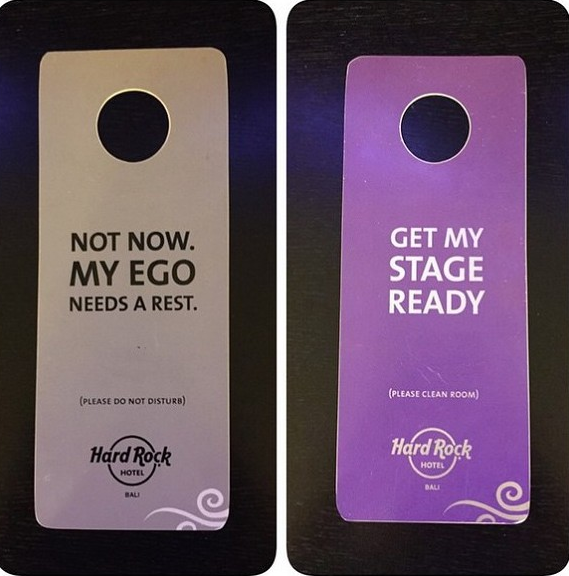 NOT NOW.
MY EGO
NEEDS A REST.
(PLEASE DO NOT DISTURB)
Hard Rock
HOTEL
BALI
GET MY
STAGE
READY
(PLEASE CLEAN ROOM)
Hard Rock
HOTEL
BALI